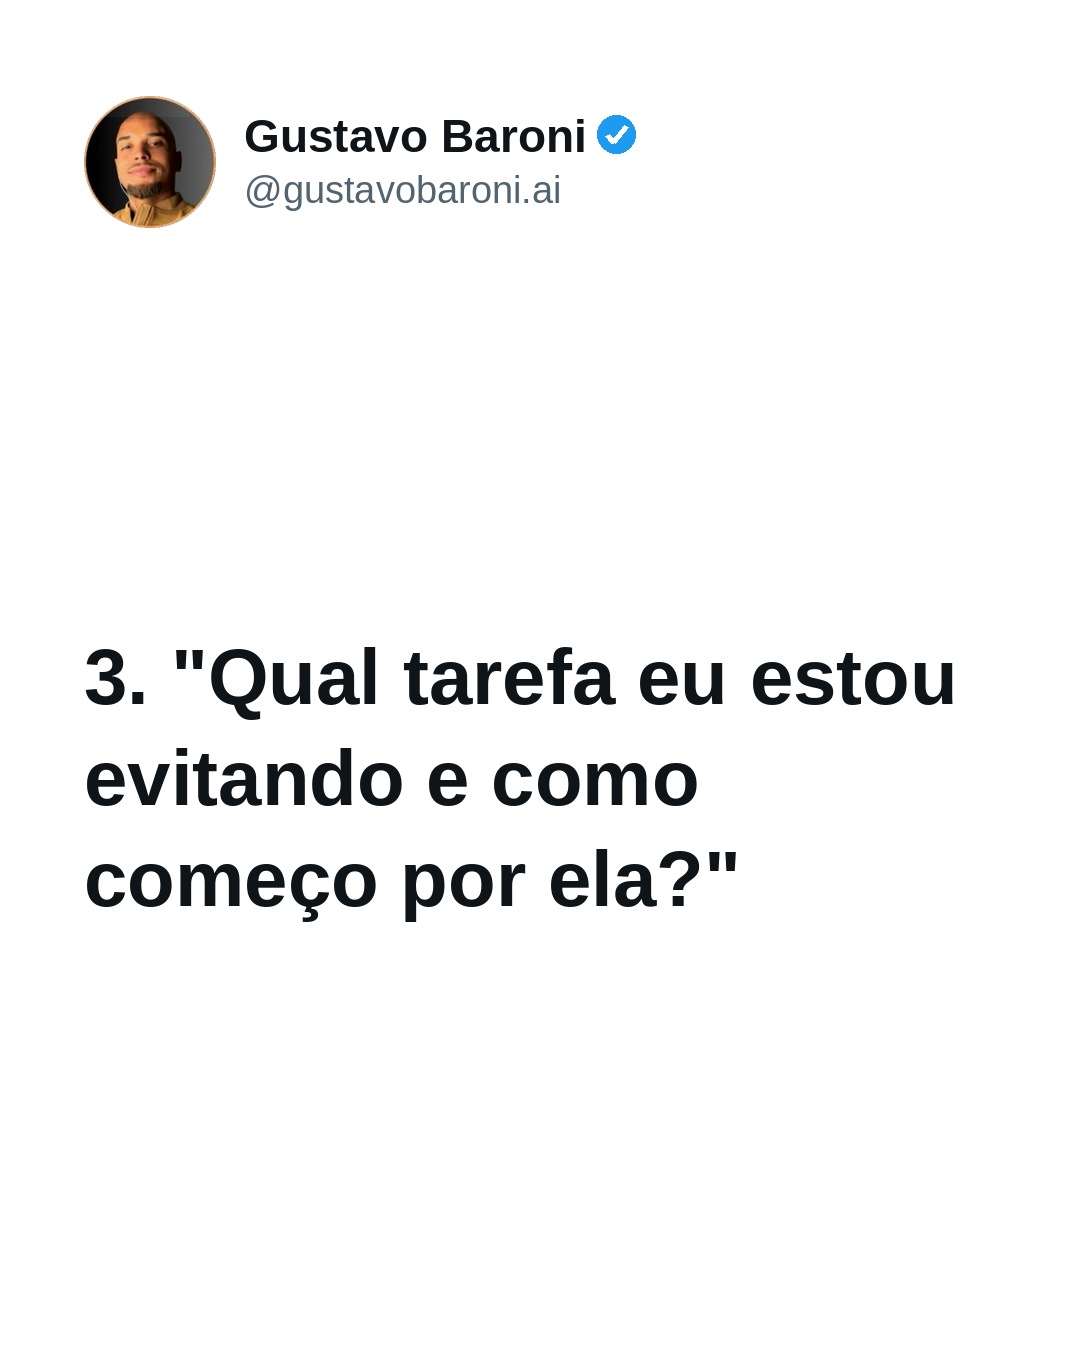 Gustavo Baroni
@gustavobaroni.ai
3. "Qual tarefa eu estou
evitando e como
começo por ela?"